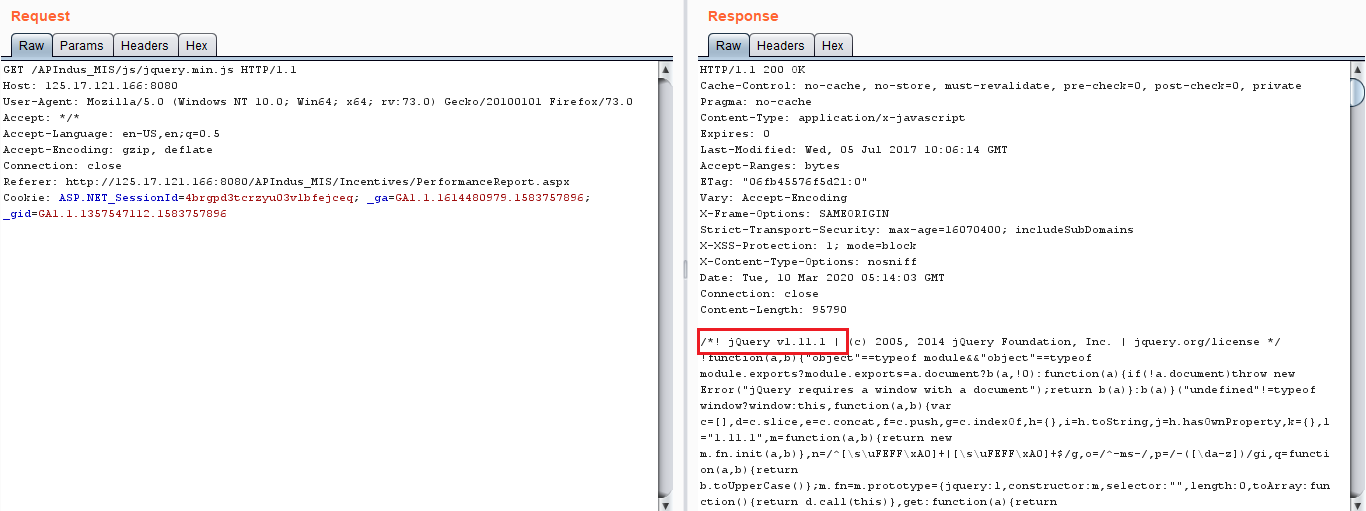 Request
Raw Params Headers Hex
GET /APIndus_MIS/js/jquery.min.js HTTP/1.1
Host: 125.17.121.166:8080
User-Agent: Mozilla/5.0 (Windows NT 10.0; Win64; x64; rv:73.0) Gecko/20100101 Firefox/73.0
Accept: */*
Accept-Language: en-US,en;q=0.5
Accept-Encoding: gzip, deflate
Connection: close
Referer: http://125.17.121.166:8080/APIndus_MIS/Incentives/PerformanceReport.aspx
Cookie: ASP.NET_SessionId=4brgpd3tcrzyu03vlbfejceq; _ga=GA1.1.1614480979.1583757896;
_gid=GA1.1.1357547112.1583757896
Response
Raw Headers Hex
HTTP/1.1 200 OK
Cache-Control: no-cache, no-store, must-revalidate, pre-check=0, post-check=0, private
Pragma: no-cache
Content-Type: application/x-javascript
Expires: 0
Last-Modified: Wed, 05 Jul 2017 10:06:14 GMT
Accept-Ranges: bytes
ETag: "06fb45576f5d21:0"
Vary: Accept-Encoding
X-Frame-Options: SAMEORIGIN
Strict-Transport-Security: max-age=16070400; includeSubDomains
X-XSS-Protection: 1; mode=block
X-Content-Type-Options: nosniff
Date: Tue, 10 Mar 2020 05:14:03 GMT
Connection: close
Content-Length: 95790
/*! jQuery v1.11.1 | (c) 2005, 2014 jQuery Foundation, Inc. | jquery.org/license */
!function(a,b){"object"==typeof module&&"object"==typeof
module.exports?module.exports=a.document?b(a,!0):function(a){if(!a.document)throw new
Error("jQuery requires a window with a document");return b(a)}:b(a)}("undefined"!=typeof
window?window:this,function(a,b){var
c=[],d=c.slice,e=c.concat,f=c.push,g=c.indexOf,h={},i=h.toString,j=h.hasOwnProperty,k={},l
="1.11.1",m=function(a,b){return new
m.fn.init(a,b)},n=/^[\s\uFEFF\xA0]+|[\s\uFEFF\xA0]+$/g,o=/^-ms-/,p=/-([\da-z])/gi,q=functi
on(a,b){return
b.toUpperCase()};m.fn=m.prototype={jquery:l,constructor:m,selector:"",length:0,toArray:fun
ction(){return d.call(this)},get:function(a){return